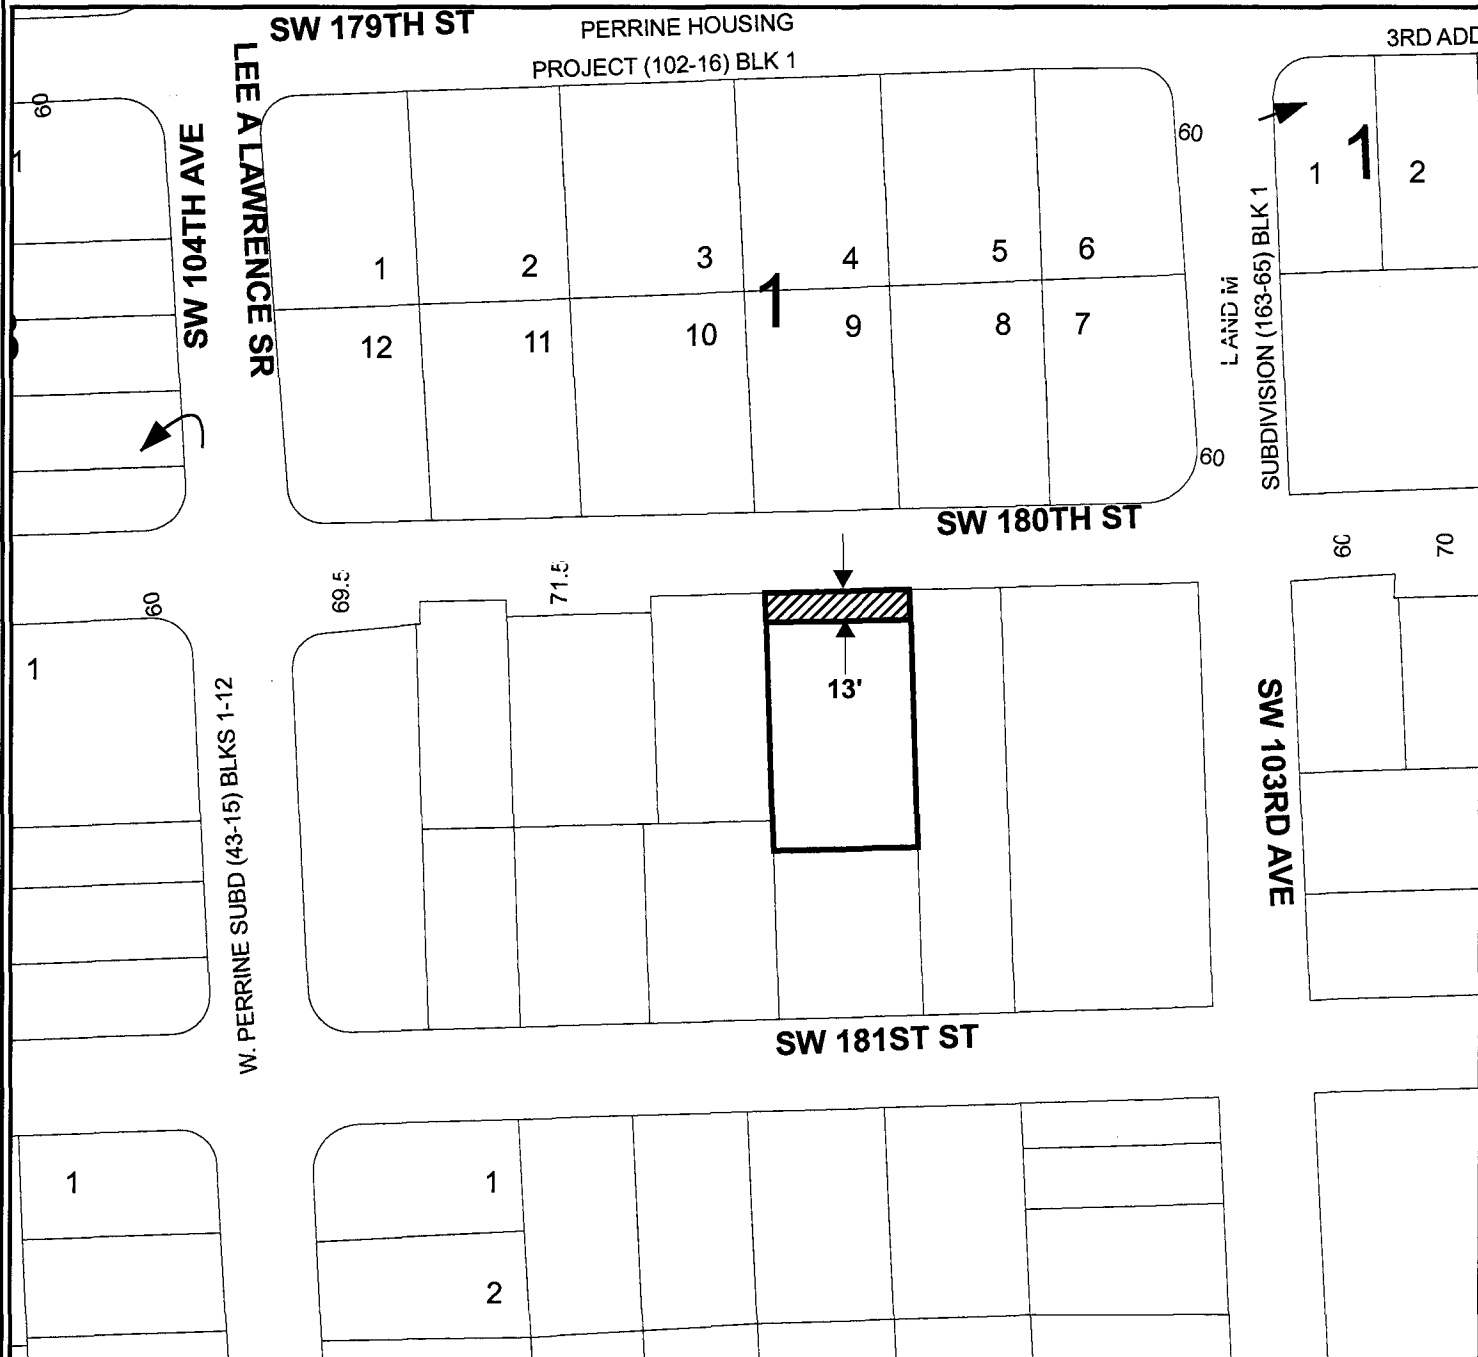 SW 179TH ST
PERRINE HOUSING
PROJECT (102-16) BLK 1
3RD ADD
60
1
SW 104TH AVE
LEE A LAWRENCE SR
1
2
3
4
5
6
1
12
11
10
9
8
7
60
60
1
1
2
LAND M
SUBDIVISION (163-65) BLK 1
SW 180TH ST
60
69.5
71.5
60
70
1
13'
W. PERRINE SUBD (43-15) BLKS 1-12
SW 103RD AVE
SW 181ST ST
1
1
2